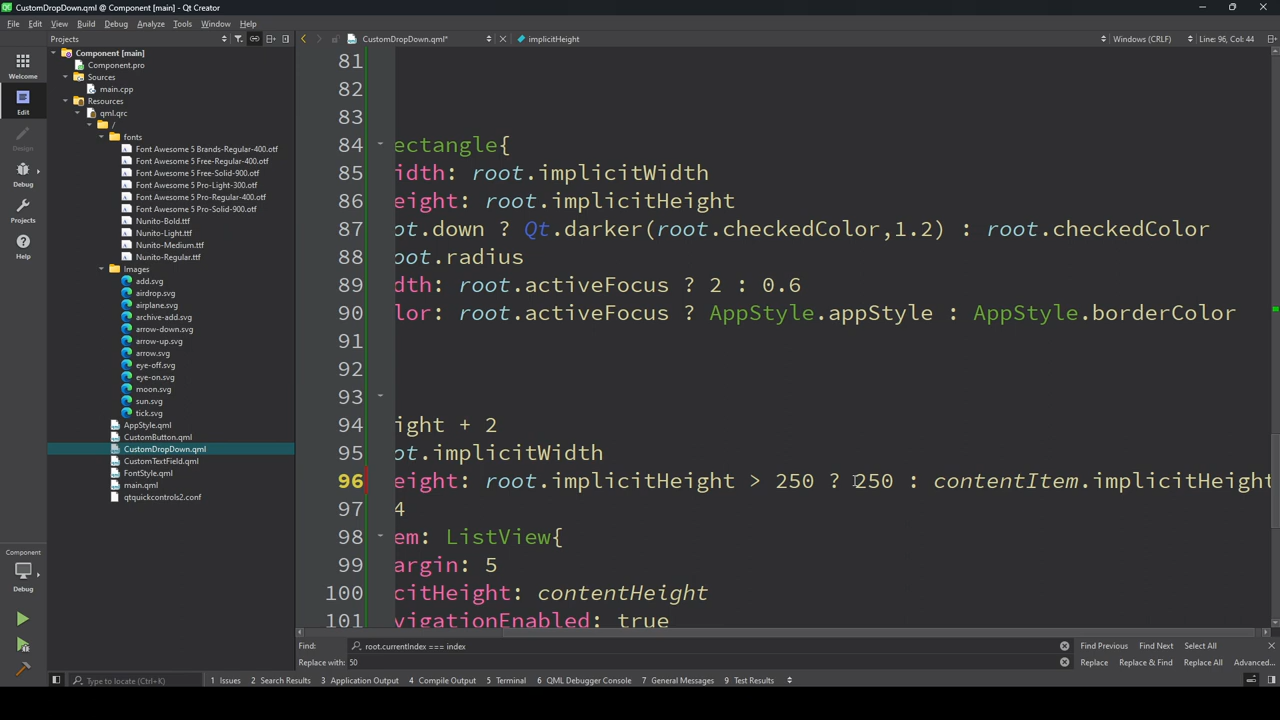 CustomDropDown.qml @ Component [main] - Qt Creator
File Edit View Build Debug Analyze Tools Window Help
Projects
CustomDropDown.qml*
implicitHeight
Windows (CRLF)
Line: 96, Col: 44
Welcome
Edit
Design
Debug
Projects
Help
Component
Debug
Component [main]
Component.pro
Sources
main.cpp
Resources
qml.qrc
/
fonts
Font Awesome 5 Brands-Regular-400.otf
Font Awesome 5 Free-Regular-400.otf
Font Awesome 5 Free-Solid-900.otf
Font Awesome 5 Pro-Light-300.otf
Font Awesome 5 Pro-Regular-400.otf
Font Awesome 5 Pro-Solid-900.otf
Nunito-Bold.ttf
Nunito-Light.ttf
Nunito-Medium.ttf
Nunito-Regular.ttf
Images
add.svg
airdrop.svg
airplane.svg
archive-add.svg
arrow-down.svg
arrow-up.svg
arrow.svg
eye-off.svg
eye-on.svg
moon.svg
sun.svg
tick.svg
AppStyle.qml
CustomButton.qml
CustomDropDown.qml
CustomTextField.qml
FontStyle.qml
main.qml
qtquickcontrols2.conf
81
82
83
84 ectangle{
85 idth: root.implicitWidth
86 eight: root.implicitHeight
87 ot.down ? Qt.darker(root.checkedColor,1.2) : root.checkedColor
88 oot.radius
89 dth: root.activeFocus ? 2 : 0.6
90 lor: root.activeFocus ? AppStyle.appStyle : AppStyle.borderColor
91
92
93
94 ight + 2
95 ot.implicitWidth
96 eight: root.implicitHeight > 250 ? 250 : contentItem.implicitHeight
97 4
98 em: ListView{
99 argin: 5
100 citHeight: contentHeight
101 vigationEnabled: true
Find: root.currentIndex === index Find Previous Find Next Select All
Replace with: 50 Replace Replace & Find Replace All Advanced...
Type to locate (Ctrl+K) 1 Issues 2 Search Results 3 Application Output 4 Compile Output 5 Terminal 6 QML Debugger Console 7 General Messages 9 Test Results